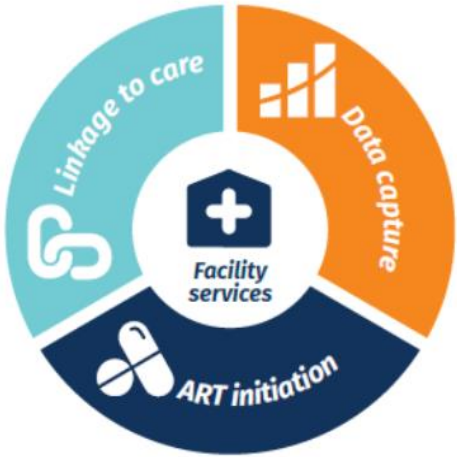 Linkage to care
Data capture
Facility
services
ART initiation